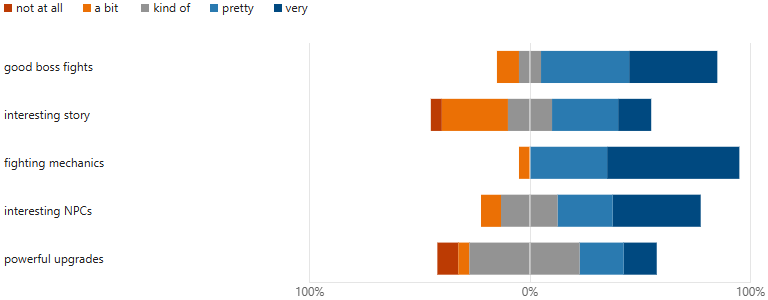 not at all a bit kind of pretty very
good boss fights
interesting story
fighting mechanics
interesting NPCs
powerful upgrades
100% 0% 100%